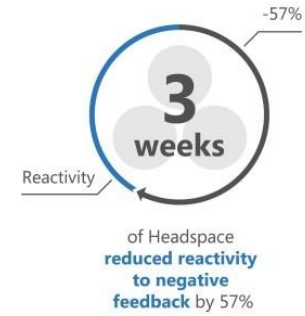 -57%
3
weeks
Reactivity
of Headspace
reduced reactivity
to negative
feedback by 57%